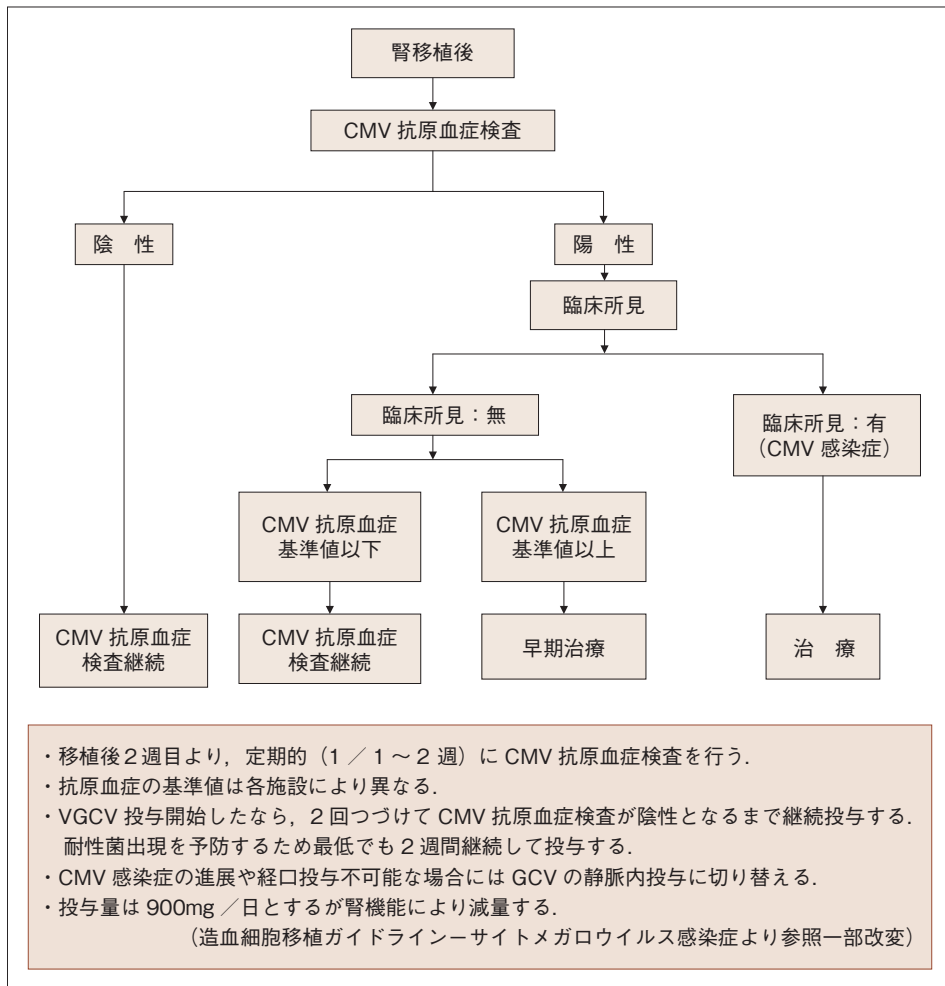 腎移植後
CMV 抗原血症検査
陰 性
陽 性
臨床所見
臨床所見：無
臨床所見：有
（CMV 感染症）
CMV 抗原血症
基準値以下
CMV 抗原血症
基準値以上
CMV 抗原血症
検査継続
CMV 抗原血症
検査継続
早期治療
治 療
・移植後２週目より，定期的（1 ／ 1 ～ 2 週）に CMV 抗原血症検査を行う．
・抗原血症の基準値は各施設により異なる．
・VGCV 投与開始したなら，２回つづけて CMV 抗原血症検査が陰性となるまで継続投与する．
耐性菌出現を予防するため最低でも２週間継続して投与する．
・CMV 感染症の進展や経口投与不可能な場合には GCV の静脈内投与に切り替える．
・投与量は 900mg ／日とするが腎機能により減量する．
（造血細胞移植ガイドラインーサイトメガロウイルス感染症より参照一部改変）